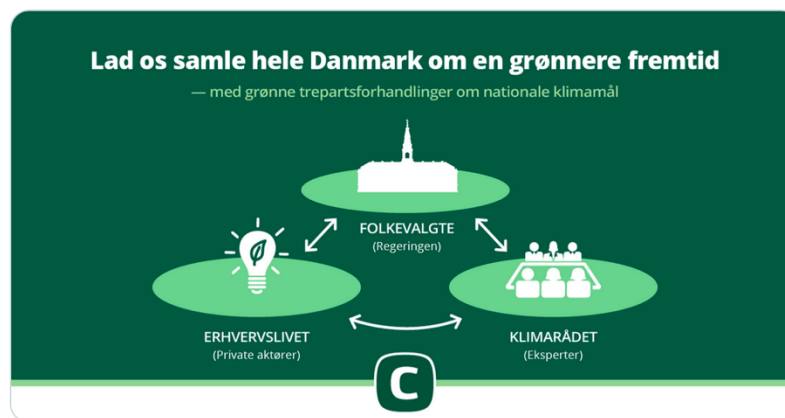 Lad os samle hele Danmark om en grønnere fremtid
— med grønne trepartsforhandlinger om nationale klimamål
FOLKEVALGTE
(Regeringen)
ERHVERVSLIVET
(Private aktører)
KLIMARÅDET
(Eksperter)
C